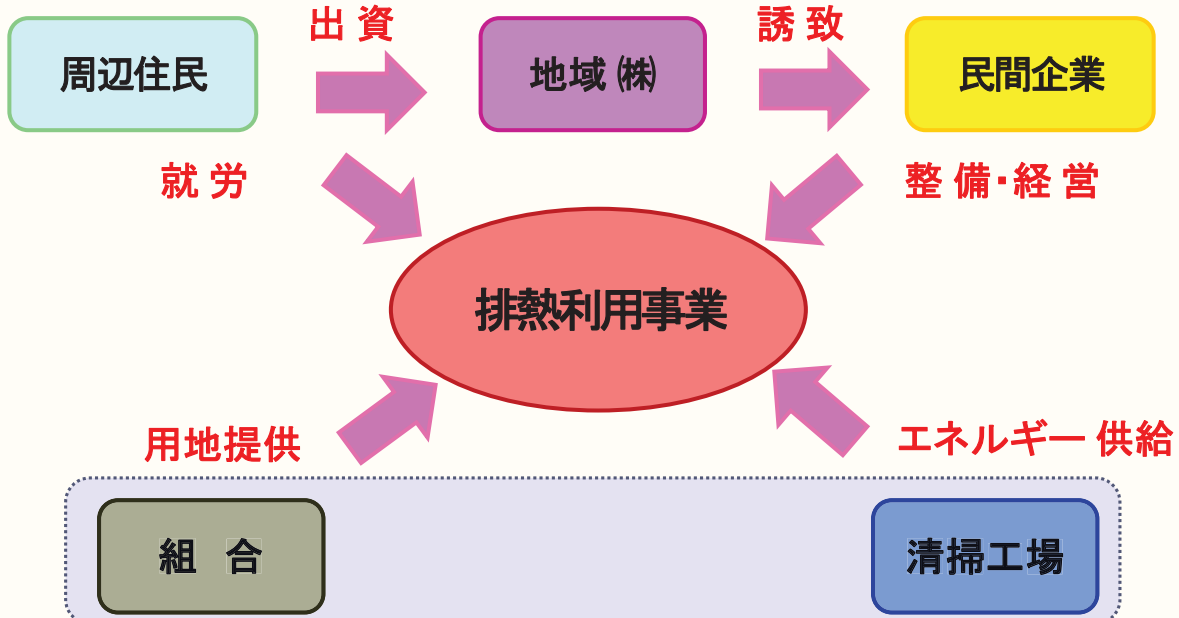 出資
誘致
周辺住民
地域㈱
民間企業
就労
整備・経営
排熱利用事業
用地提供
エネルギー供給
組合
清掃工場